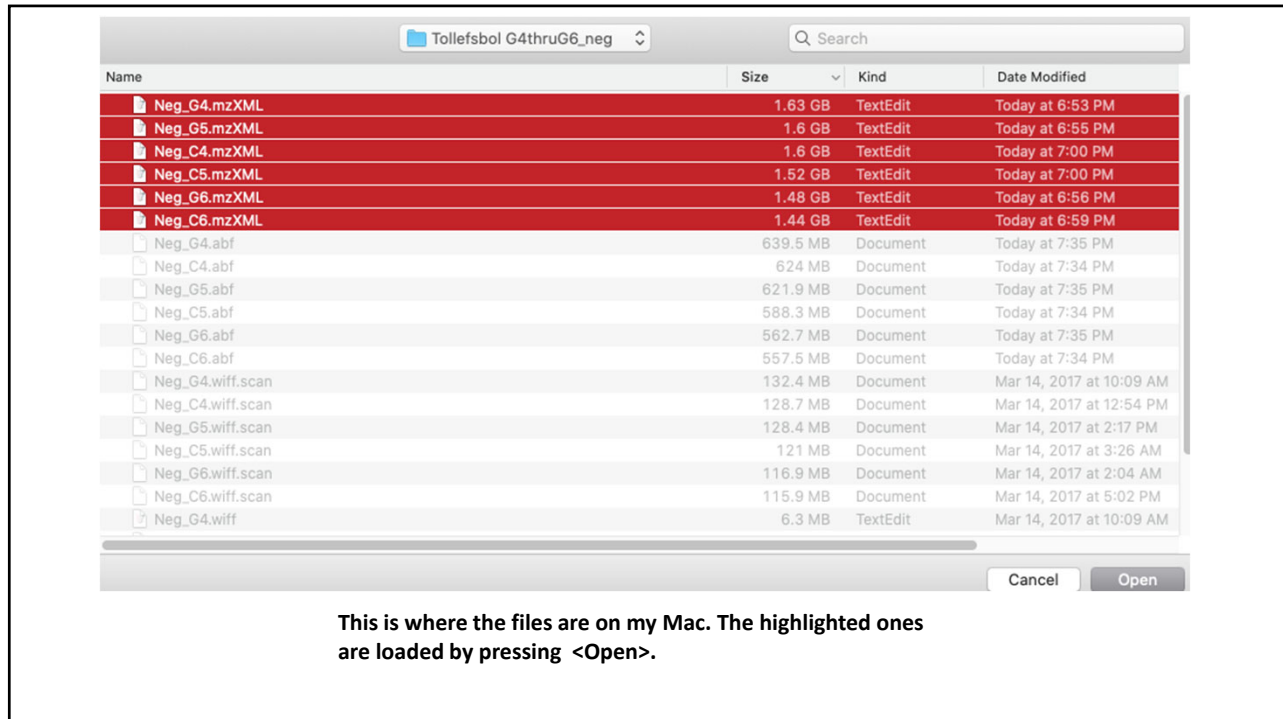 Tollefsbol G4thruG6_neg
Search
Name Size Kind Date Modified
Neg_G4.mzXML 1.63 GB TextEdit Today at 6:53 PM
Neg_G5.mzXML 1.6 GB TextEdit Today at 6:55 PM
Neg_C4.mzXML 1.6 GB TextEdit Today at 7:00 PM
Neg_C5.mzXML 1.52 GB TextEdit Today at 7:00 PM
Neg_G6.mzXML 1.48 GB TextEdit Today at 6:56 PM
Neg_C6.mzXML 1.44 GB TextEdit Today at 6:59 PM
Neg_G4.abf 639.5 MB Document Today at 7:35 PM
Neg_C4.abf 624 MB Document Today at 7:34 PM
Neg_G5.abf 621.9 MB Document Today at 7:35 PM
Neg_C5.abf 588.3 MB Document Today at 7:34 PM
Neg_G6.abf 562.7 MB Document Today at 7:35 PM
Neg_C6.abf 557.5 MB Document Today at 7:34 PM
Neg_G4.wiff.scan 132.4 MB Document Mar 14, 2017 at 10:09 AM
Neg_C4.wiff.scan 128.7 MB Document Mar 14, 2017 at 12:54 PM
Neg_G5.wiff.scan 128.4 MB Document Mar 14, 2017 at 2:17 PM
Neg_C5.wiff.scan 121 MB Document Mar 14, 2017 at 3:26 AM
Neg_G6.wiff.scan 116.9 MB Document Mar 14, 2017 at 2:04 AM
Neg_C6.wiff.scan 115.9 MB Document Mar 14, 2017 at 5:02 PM
Neg_G4.wiff 6.3 MB TextEdit Mar 14, 2017 at 10:09 AM
Cancel Open
This is where the files are on my Mac. The highlighted ones
are loaded by pressing <Open>.